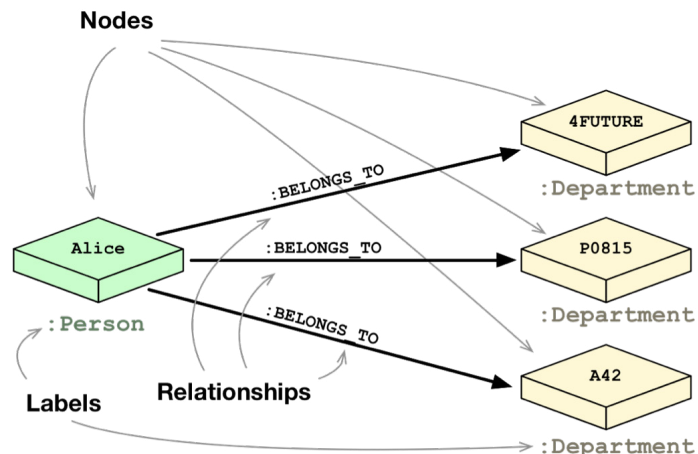 Nodes
4FUTURE
:Department
:BELONGS_TO
Alice
:Person
:BELONGS_TO
P0815
:Department
:BELONGS_TO
A42
:Department
Relationships
Labels